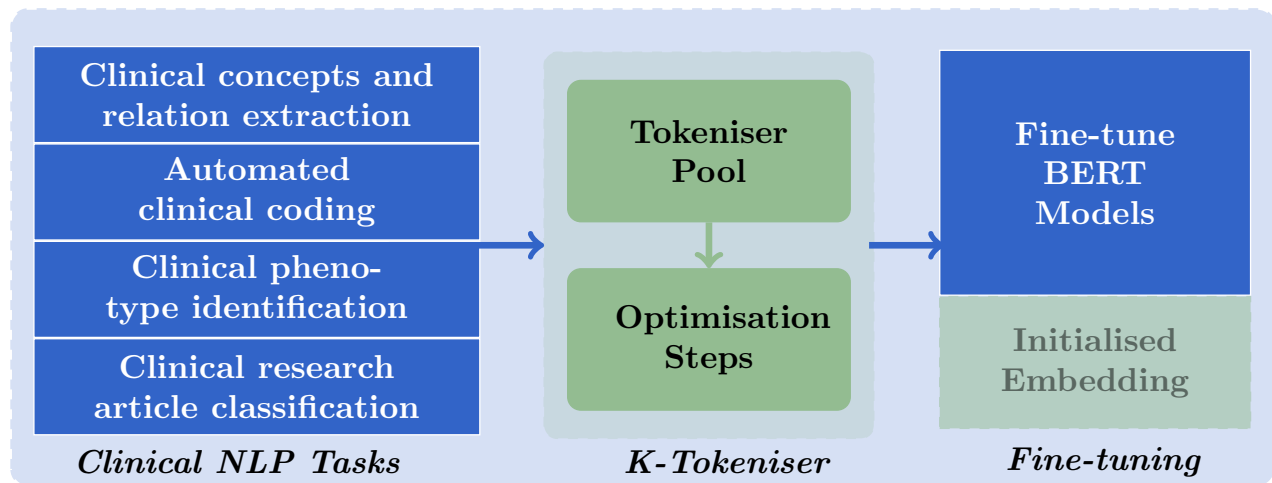 Clinical concepts and
relation extraction
Automated
clinical coding
Clinical pheno-
type identification
Clinical research
article classification
Clinical NLP Tasks
Tokeniser
Pool
Optimisation
Steps
K-Tokeniser
Fine-tune
BERT
Models
Initialised
Embedding
Fine-tuning